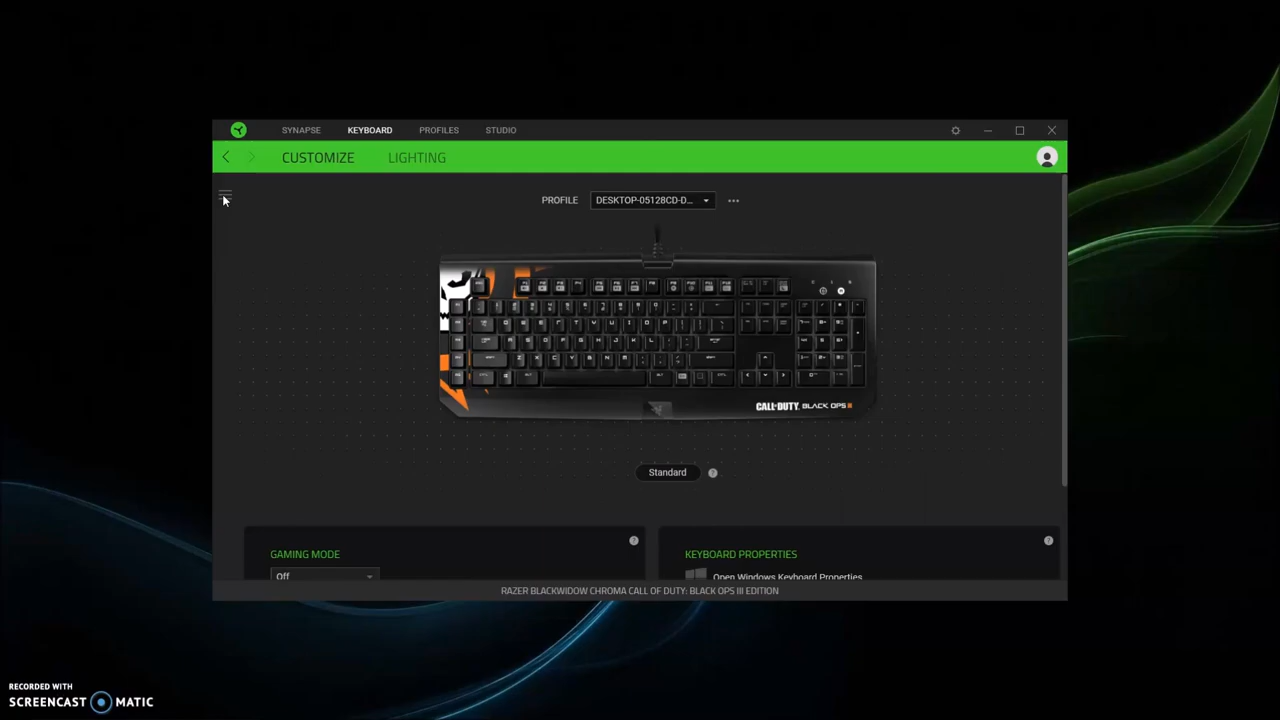 SYNAPSE KEYBOARD PROFILES STUDIO
CUSTOMIZE LIGHTING
PROFILE DESKTOP-05128CD-D...
CALL OF DUTY. BLACK OPS III
Standard
GAMING MODE
Off
KEYBOARD PROPERTIES
Open Windows Keyboard Properties
RAZER BLACKWIDOW CHROMA CALL OF DUTY: BLACK OPS III EDITION
RECORDED WITH
SCREENCAST MATIC